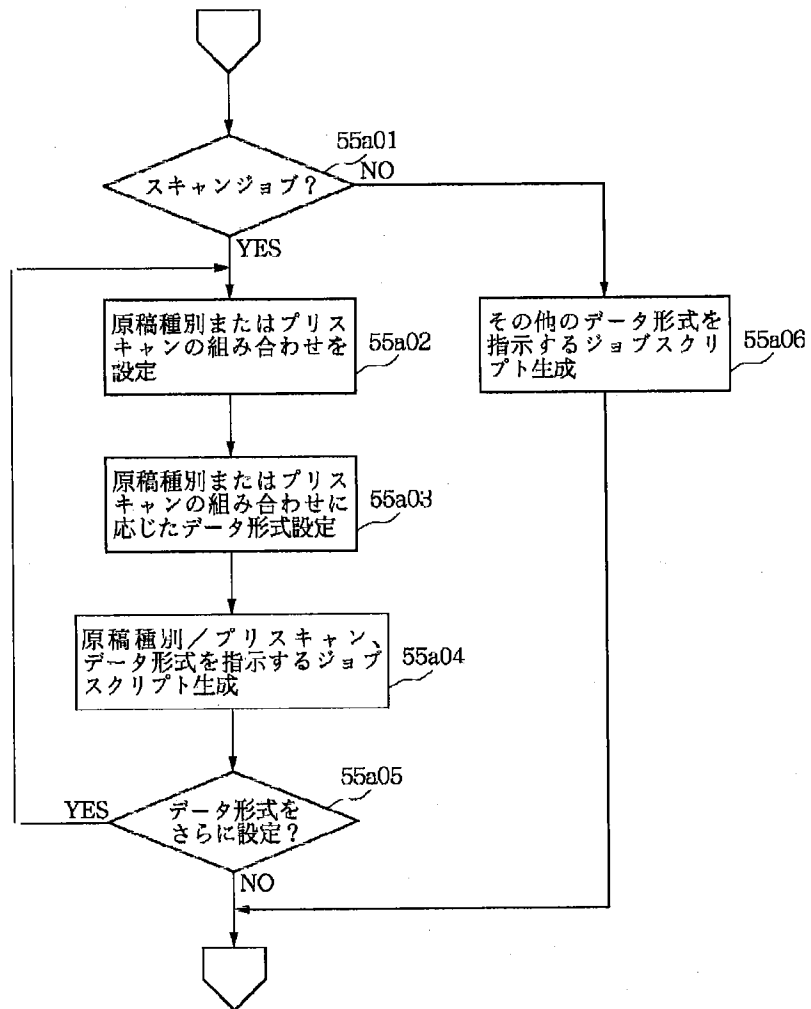 55a01
スキャンジョブ?
NO
YES
原稿種別またはプリス
キャンの組み合わせを
設定
55a02
その他のデータ形式を
指示するジョブスクリ
プト生成
55a06
原稿種別またはプリス
キャンの組み合わせに
応じたデータ形式設定
55a03
原稿種別/プリスキャン、
データ形式を指示するジョブ
スクリプト生成
55a04
55a05
YES
データ形式を
さらに設定?
NO